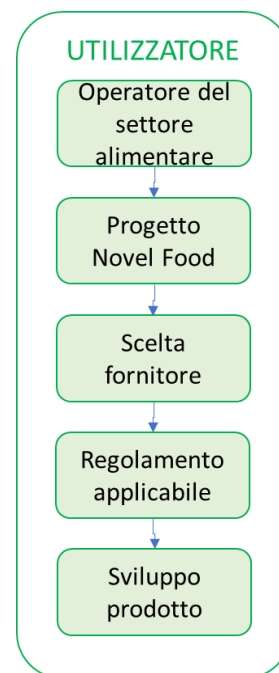 UTILIZZATORE
Operatore del
settore
alimentare
Progetto
Novel Food
Scelta
fornitore
Regolamento
applicabile
Sviluppo
prodotto